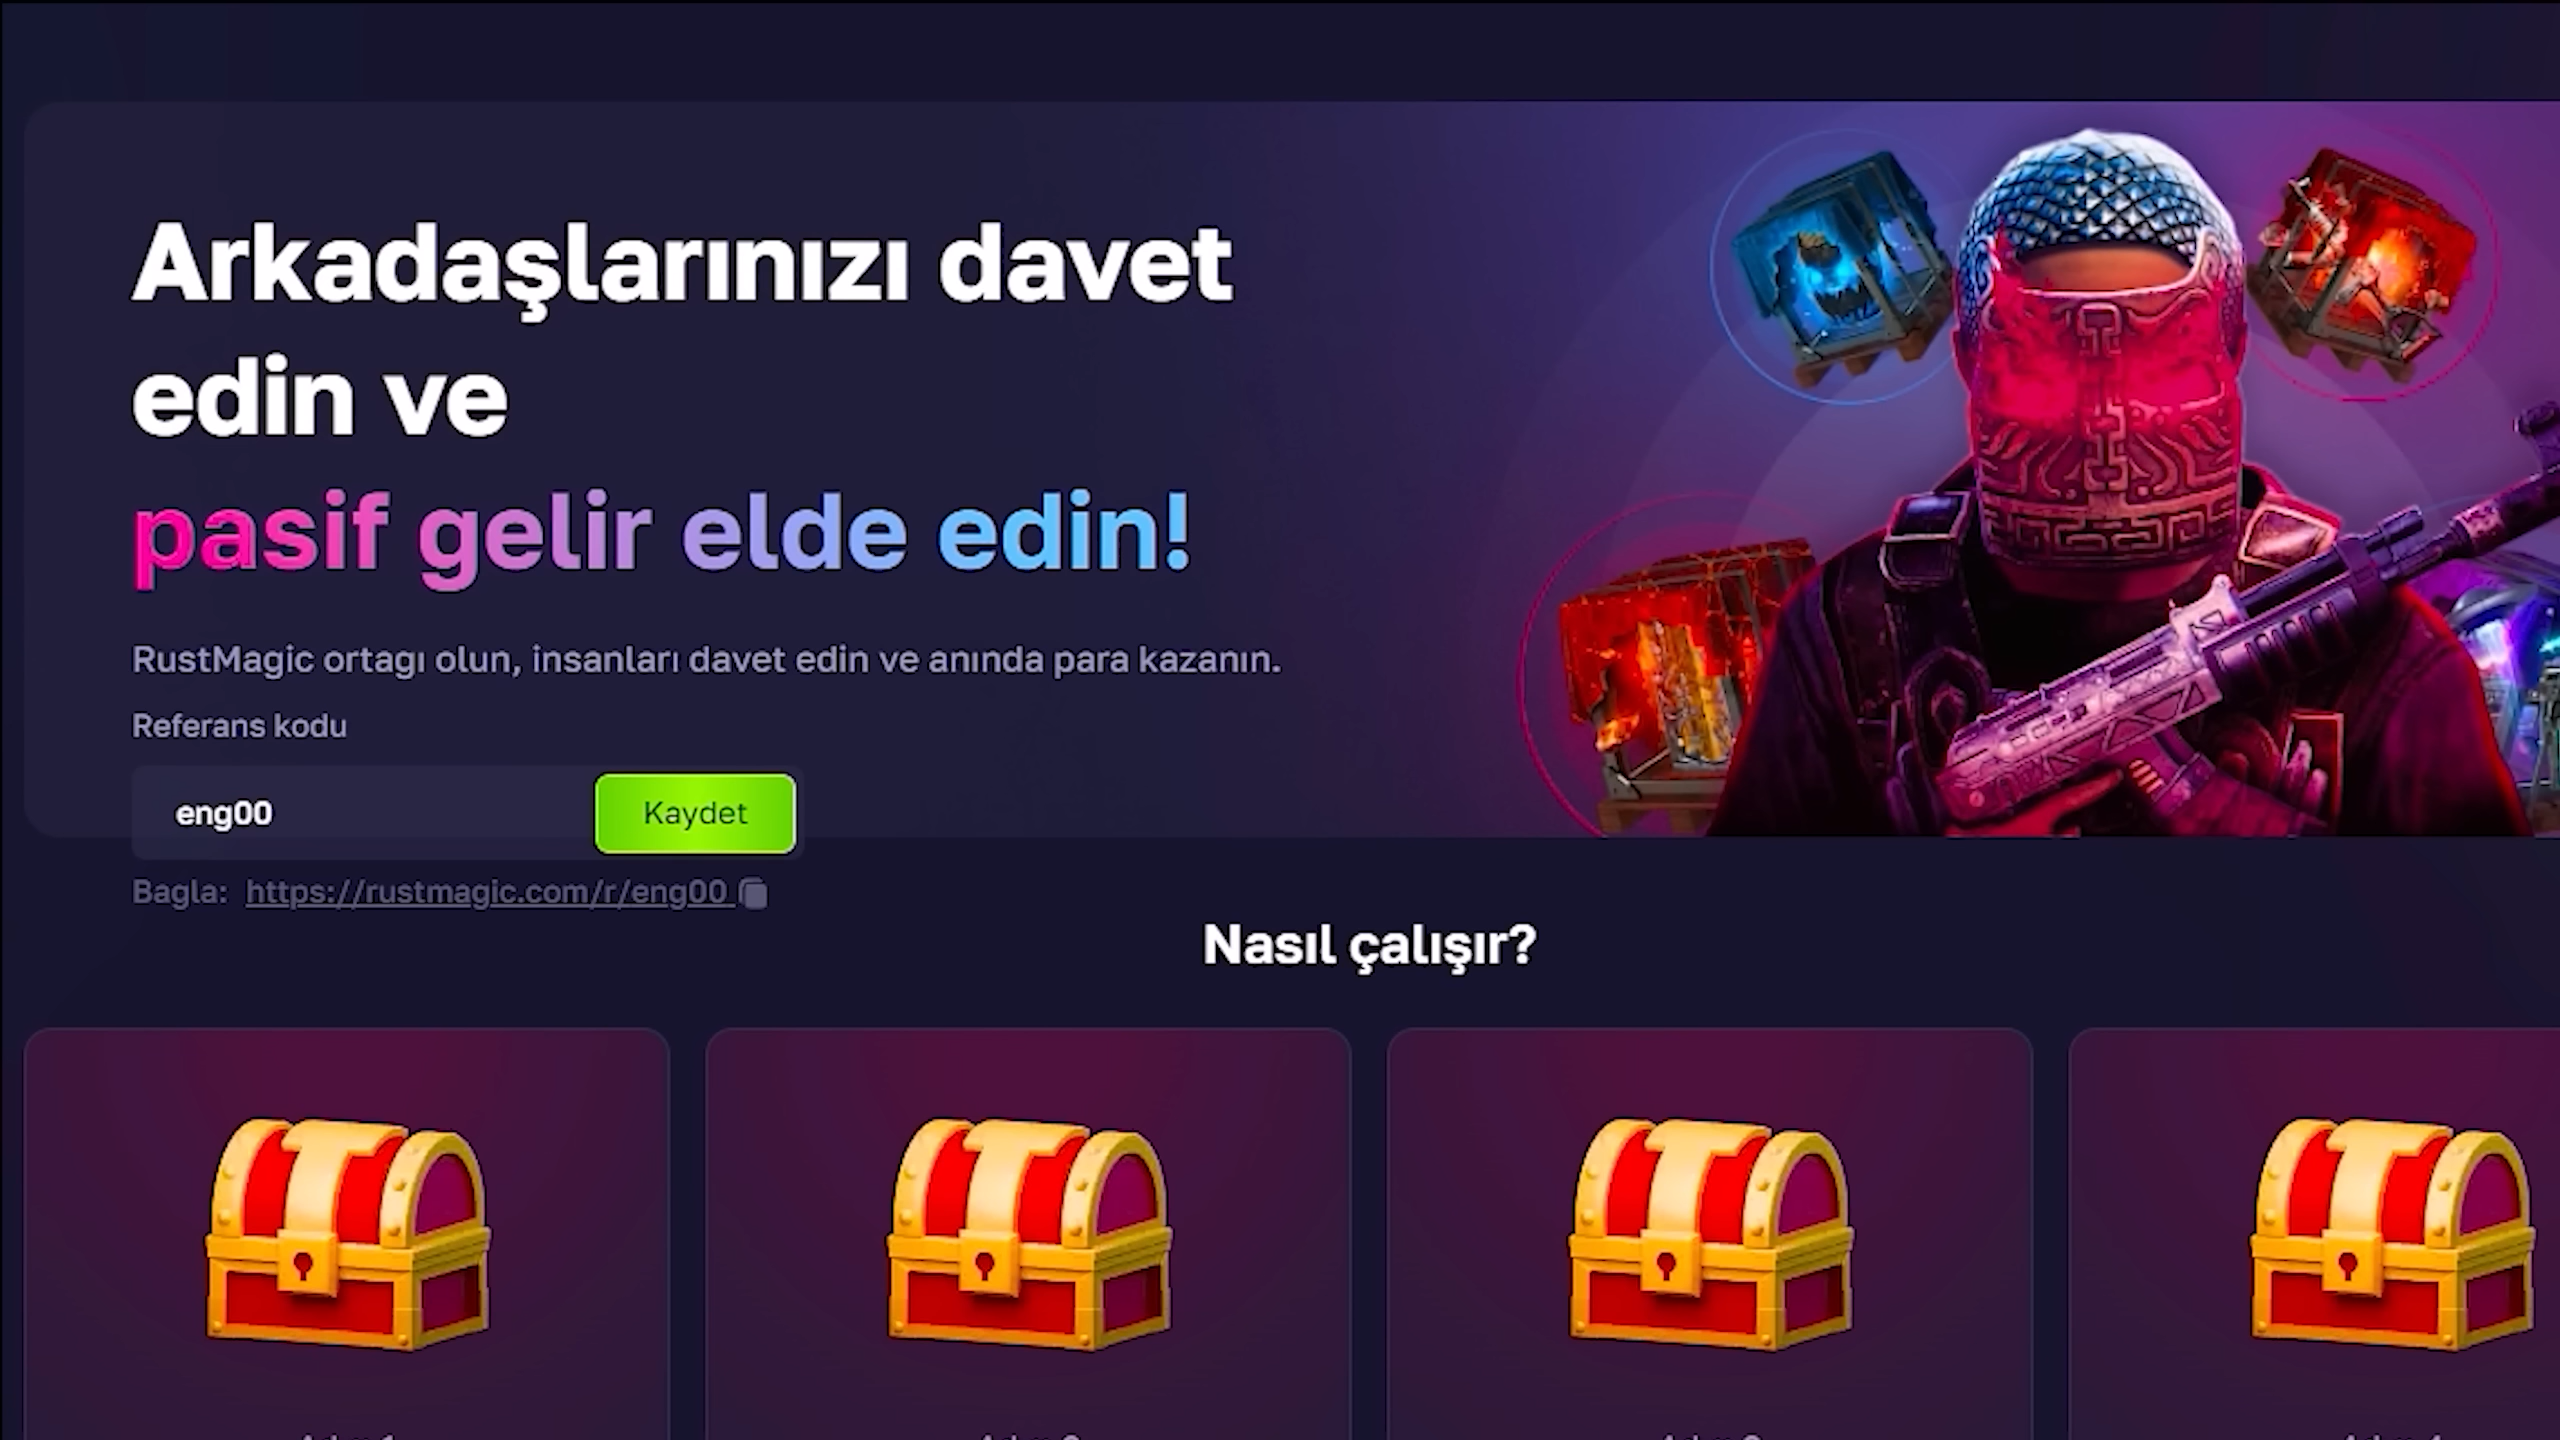 Arkadaşlarınızı davet
edin ve
pasif gelir elde edin!
RustMagic ortagı olun, insanları davet edin ve anında para kazanın.
Referans kodu
eng00
Kaydet
Bagla: https://rustmagic.com/r/eng00
Nasıl çalışır?